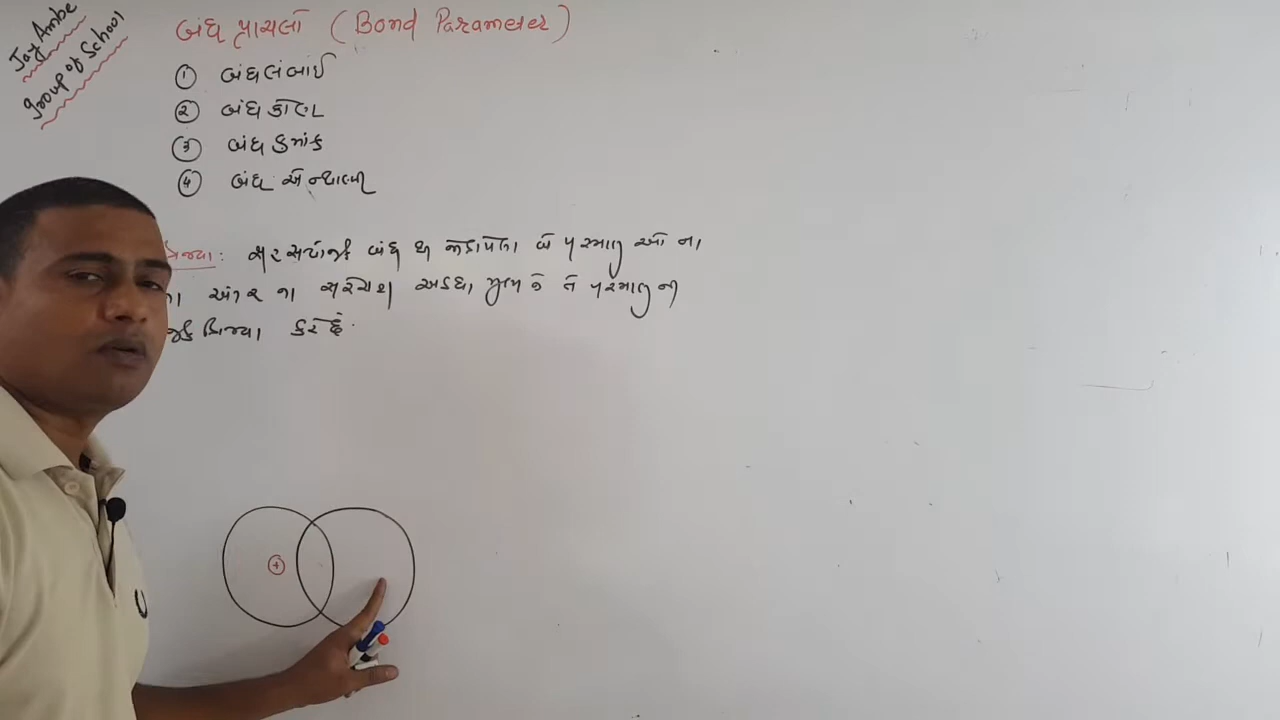 Jay Ambe
Group of School
બંધ પ્રાચલો (Bond Parameter)
① બંધલંબાઈ
② બંધકોણ
③ બંધક્રમાંક
④ બંધ એન્થાલ્પી
ત્રિજ્યા : સહસંયોજક બંધ થી જોડાયેલા બે પરમાણુ ઓ ના
અંતર ના સરેરાશ અડધા મૂલ્ય ને તે પરમાણુ ની
ત્રિજ્યા કહે છે.
+